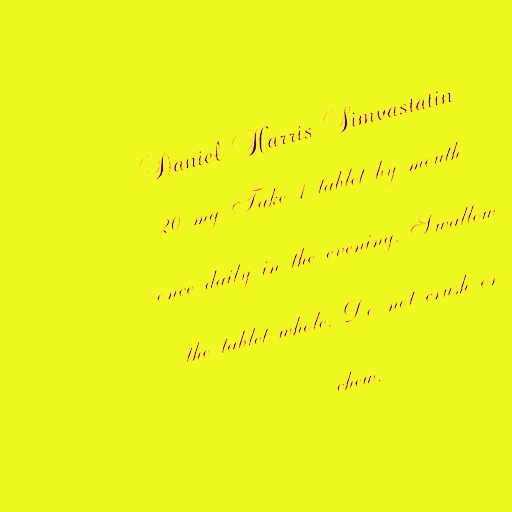 Daniel Harris Simvastatin
20 mg Take 1 tablet by mouth
once daily in the evening. Swallow
the tablet whole. Do not crush or
chew.